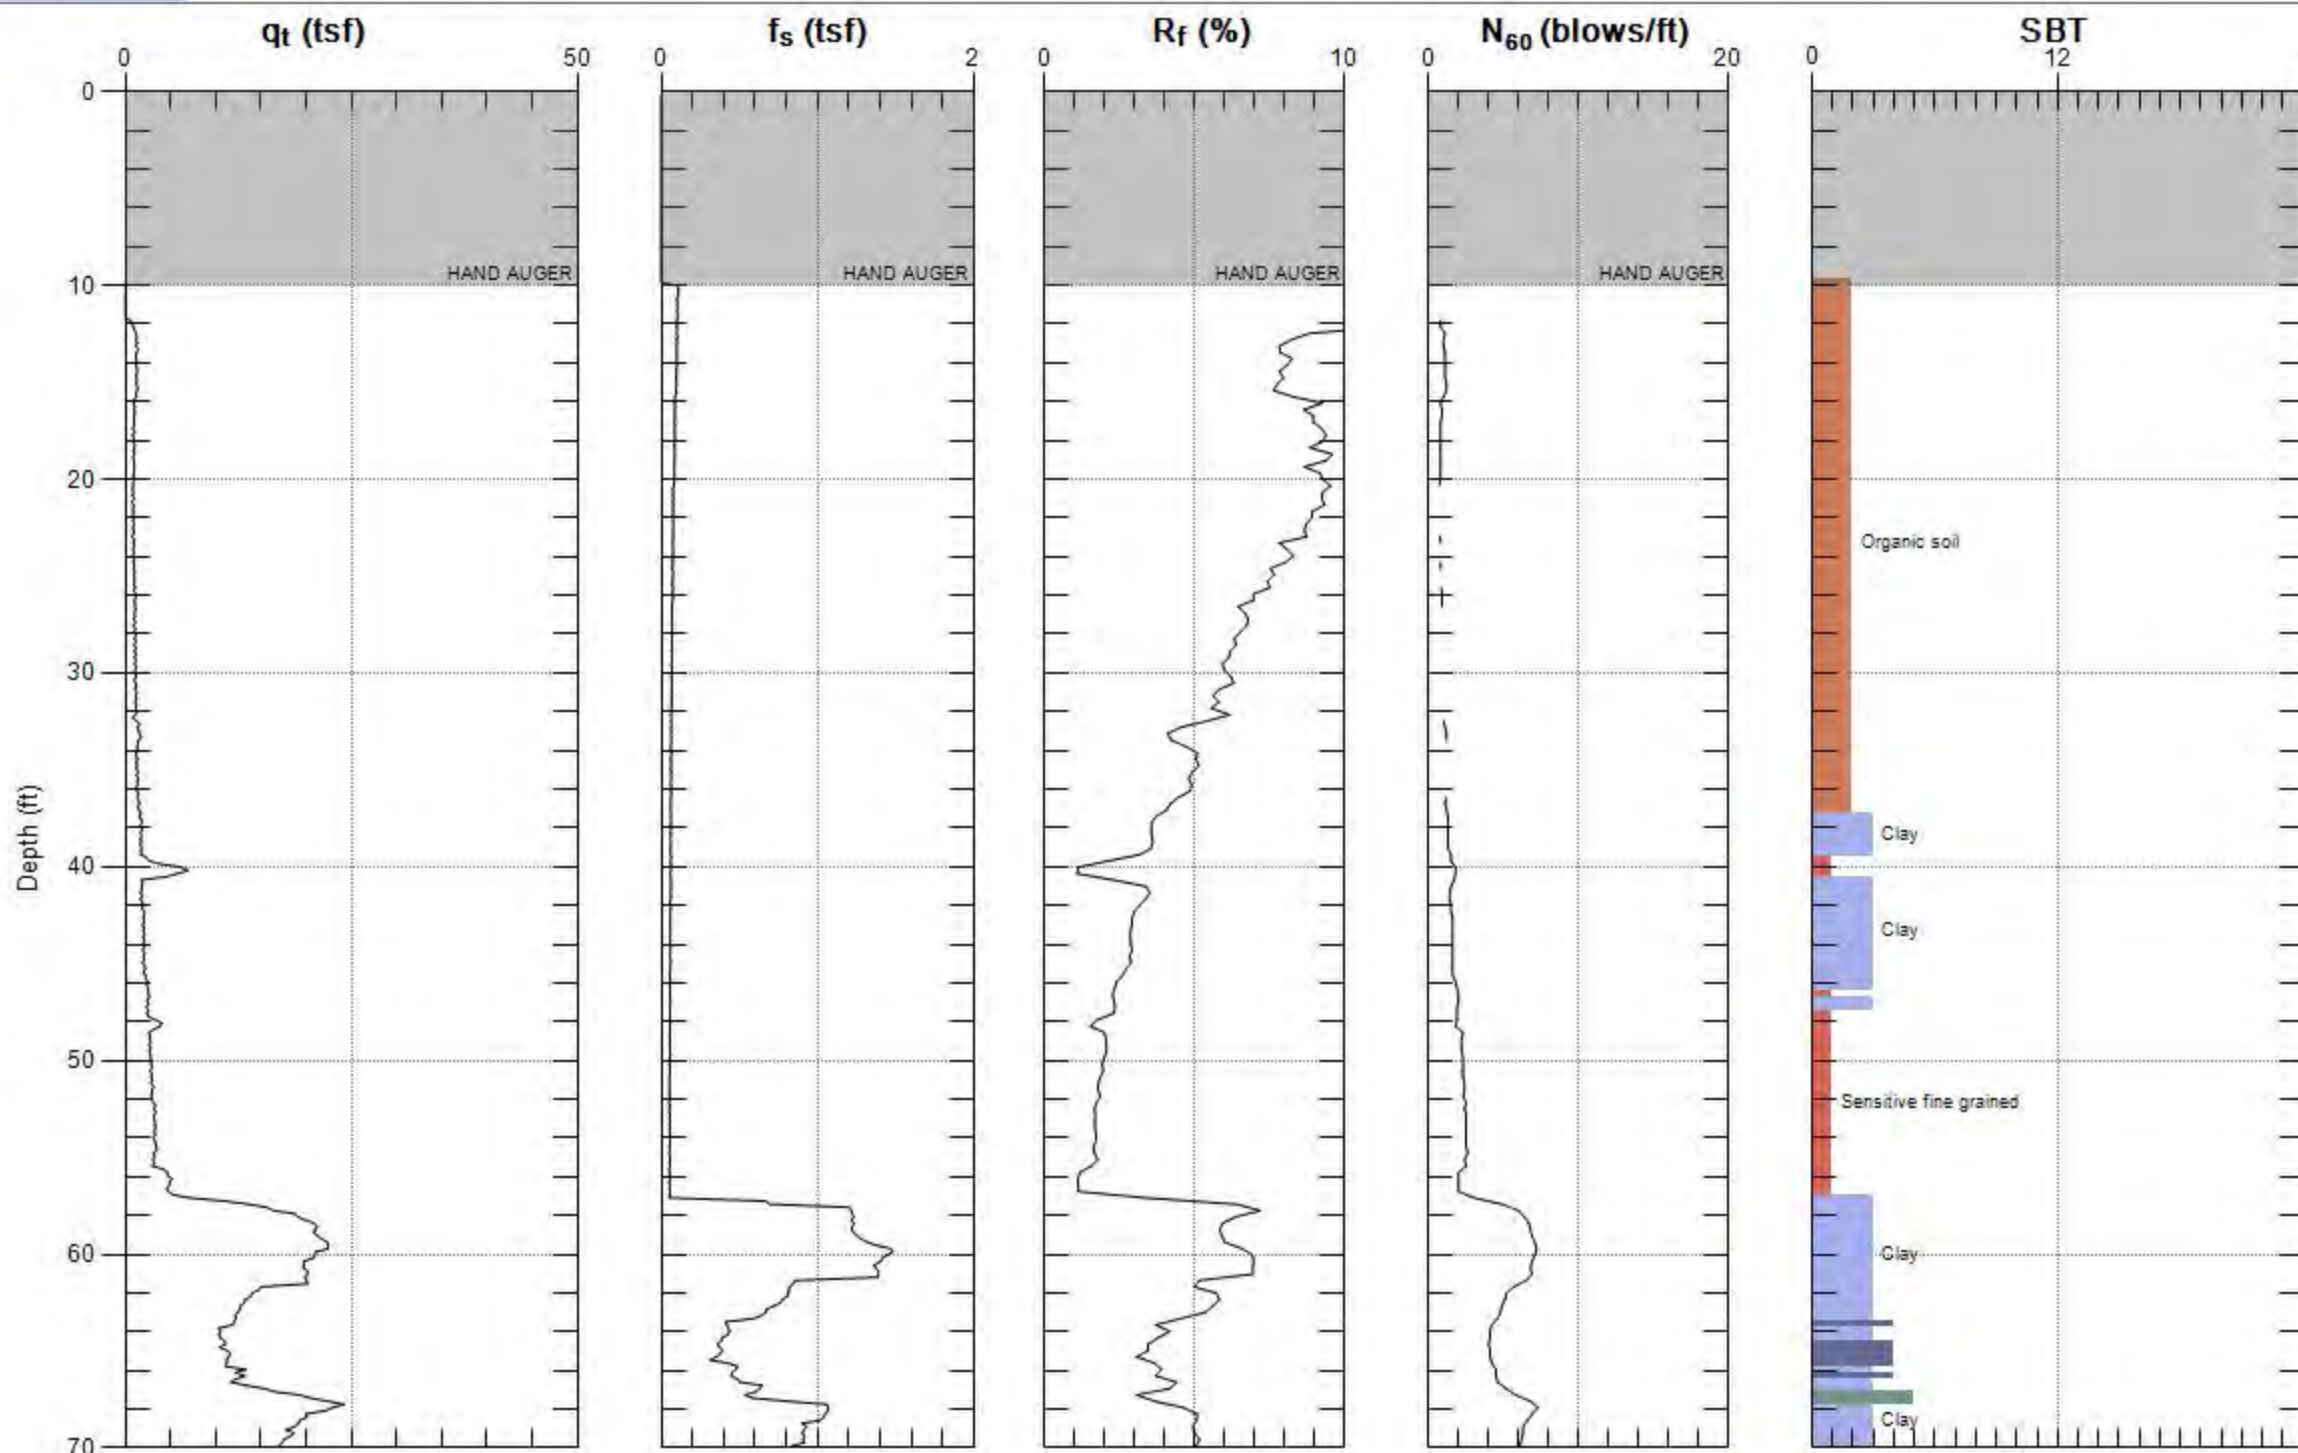 qt (tsf) fs (tsf) Rf (%) N60 (blows/ft) SBT
0 50 0 2 0 10 0 20 0 12
0
HAND AUGER HAND AUGER HAND AUGER HAND AUGER
10
20
Organic soil
30
Clay
Depth (ft)
40
Clay
50
Sensitive fine grained
60 Clay
Clay
70